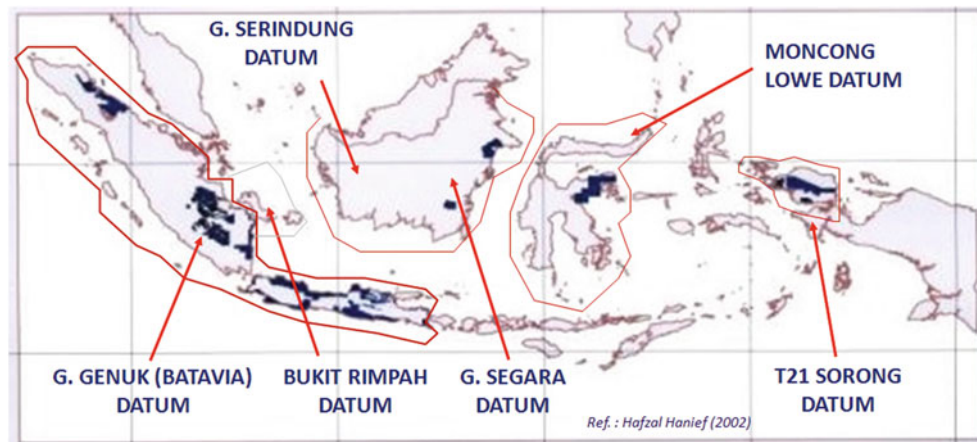 G. SERINDUNG
DATUM
MONCONG
LOWE DATUM
G. GENUK (BATAVIA)
DATUM
BUKIT RIMPAH
DATUM
G. SEGARA
DATUM
T21 SORONG
DATUM
Ref. : Hafzal Hanief (2002)